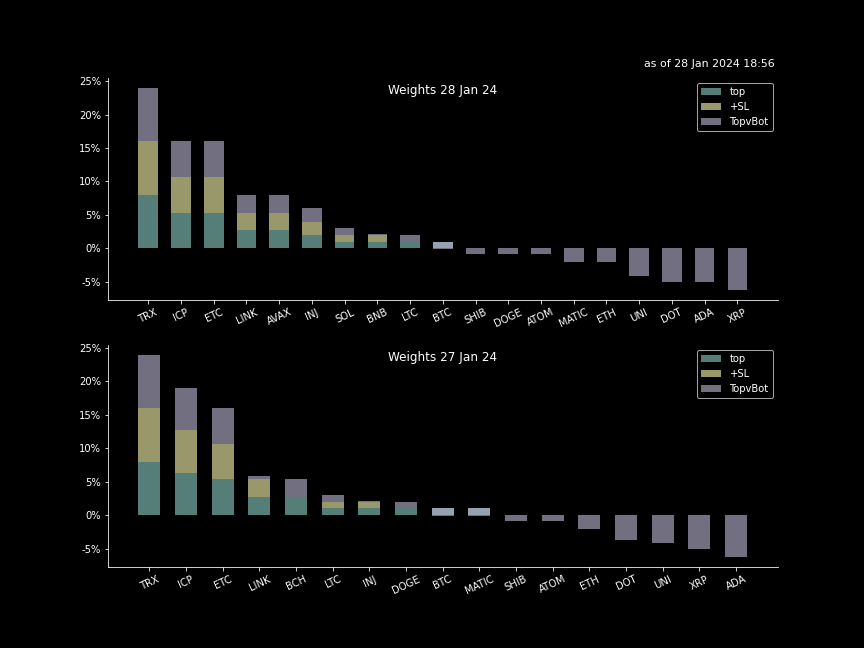 as of 28 Jan 2024 18:56
Weights 28 Jan 24
top
+SL
TopvBot
25%
20%
15%
10%
5%
0%
-5%
TRX ICP ETC LINK AVAX INJ SOL BNB LTC BTC SHIB DOGE ATOM MATIC ETH UNI DOT ADA XRP
Weights 27 Jan 24
top
+SL
TopvBot
25%
20%
15%
10%
5%
0%
-5%
TRX ICP ETC LINK BCH LTC INJ DOGE BTC MATIC SHIB ATOM ETH DOT UNI XRP ADA